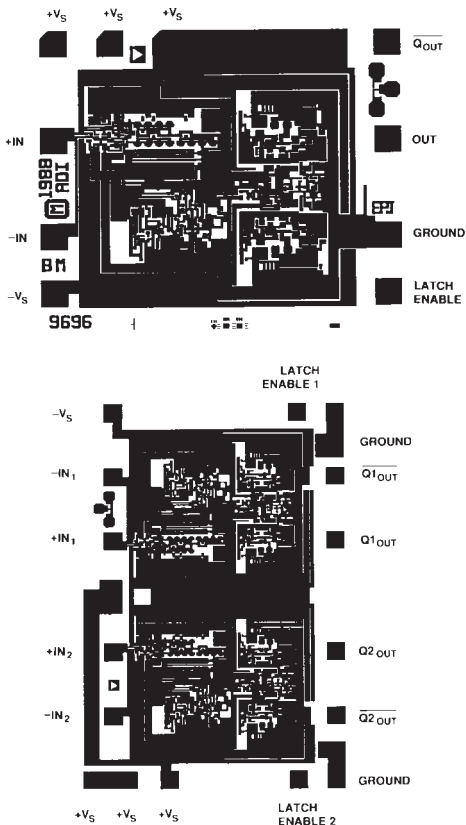 +VS +VS +VS
QOUT
+IN
OUT
1988
ADI
M
EPJ
-IN
GROUND
BM
-VS
LATCH
ENABLE
9696
LATCH
ENABLE 1
-VS
GROUND
-IN1
Q1OUT
+IN1
Q1OUT
+IN2
Q2OUT
-IN2
Q2OUT
GROUND
+VS +VS +VS
LATCH
ENABLE 2